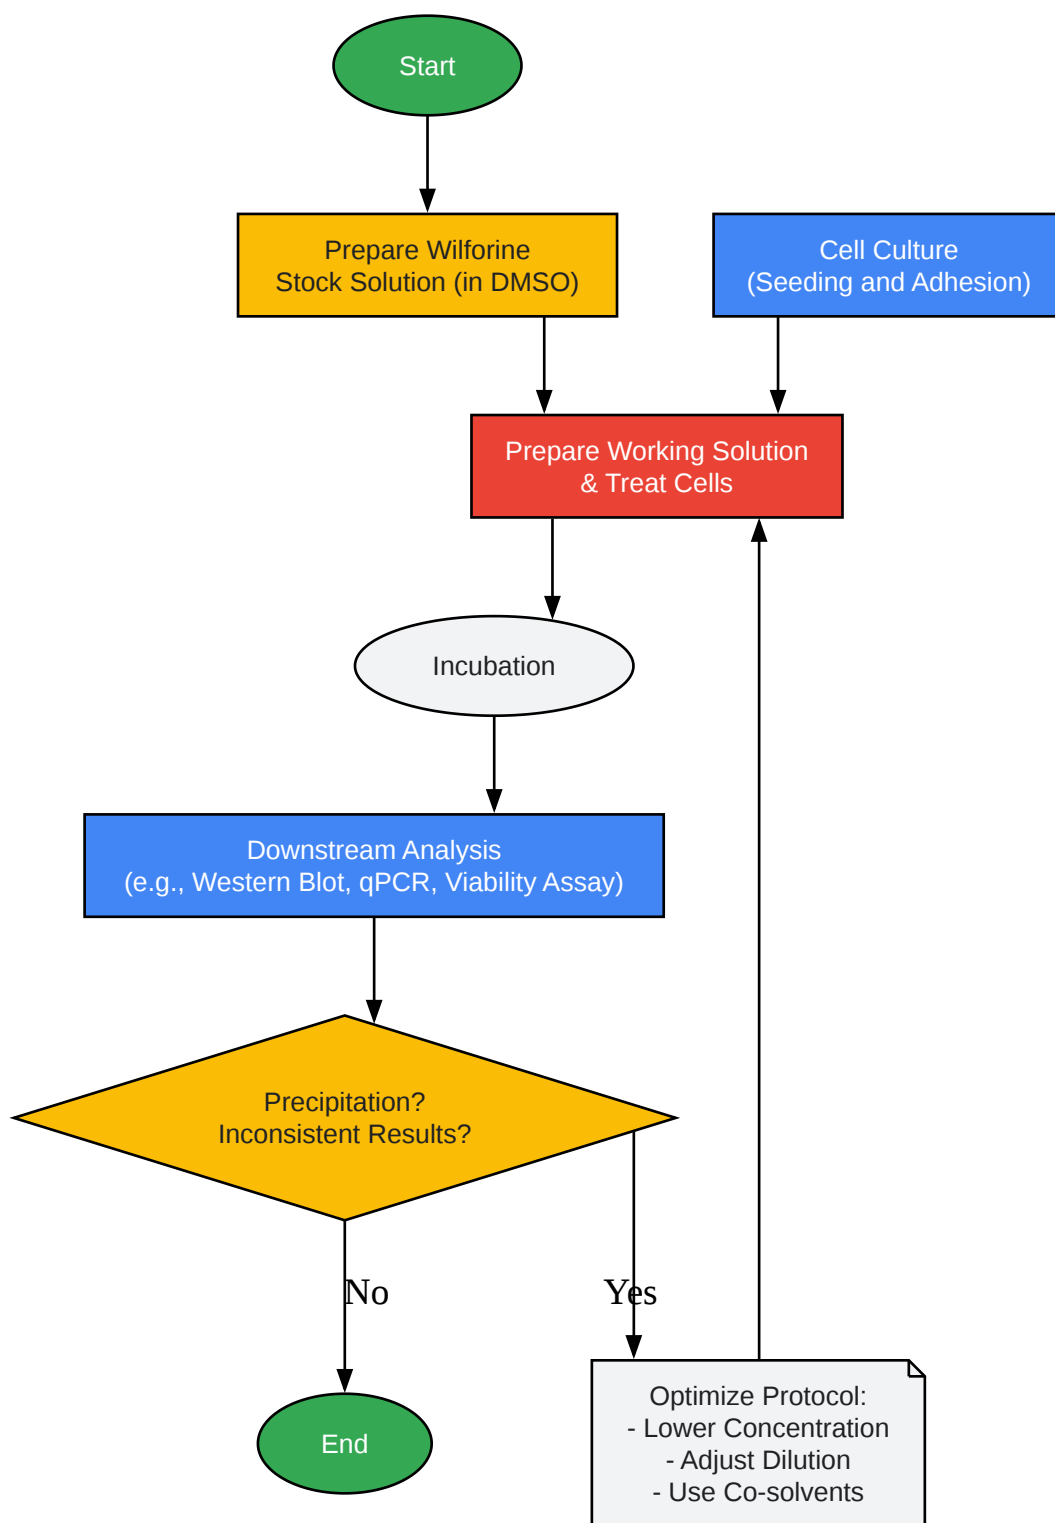 Start
Prepare Wilforine
Stock Solution (in DMSO)
Cell Culture
(Seeding and Adhesion)
Prepare Working Solution
& Treat Cells
Incubation
Downstream Analysis
(e.g., Western Blot, qPCR, Viability Assay)
Precipitation?
Inconsistent Results?
No
Yes
End
Optimize Protocol:
- Lower Concentration
- Adjust Dilution
- Use Co-solvents